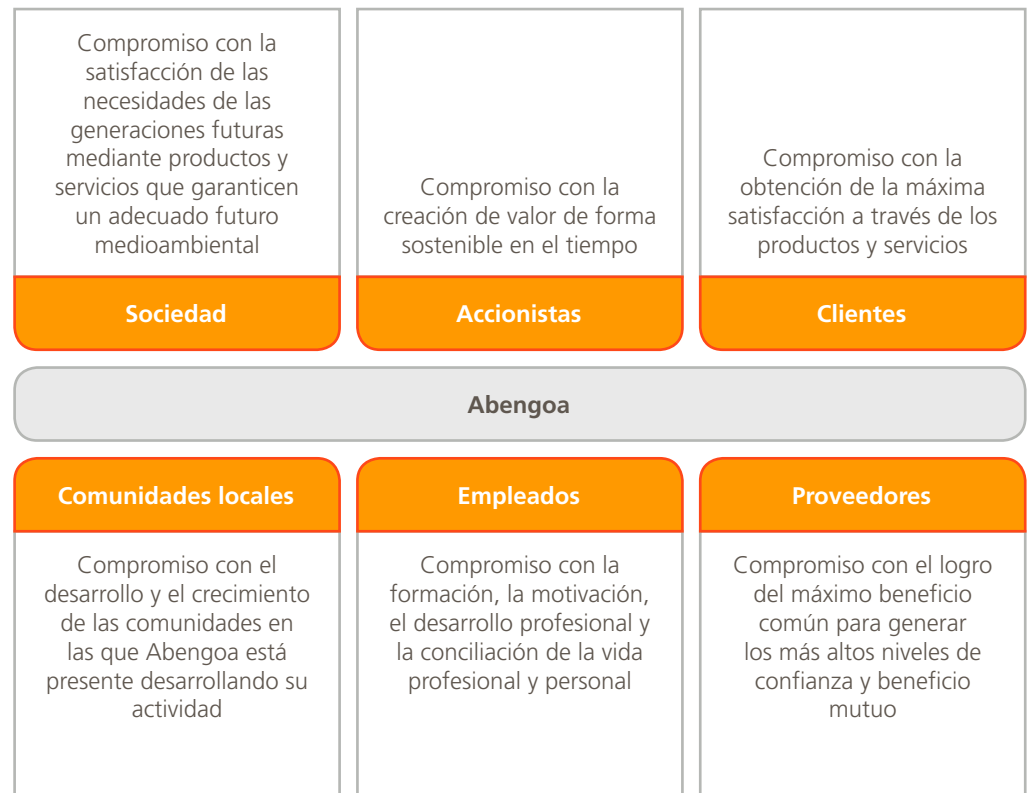 Compromiso con la
satisfacción de las
necesidades de las
generaciones futuras
mediante productos y
servicios que garanticen
un adecuado futuro
medioambiental
Sociedad
Compromiso con la
creación de valor de forma
sostenible en el tiempo
Accionistas
Compromiso con la
obtención de la máxima
satisfacción a través de los
productos y servicios
Clientes
Abengoa
Comunidades locales
Compromiso con el
desarrollo y el crecimiento
de las comunidades en
las que Abengoa está
presente desarrollando su
actividad
Empleados
Compromiso con la
formación, la motivación,
el desarrollo profesional y
la conciliación de la vida
profesional y personal
Proveedores
Compromiso con el logro
del máximo beneficio
común para generar
los más altos niveles de
confianza y beneficio
mutuo